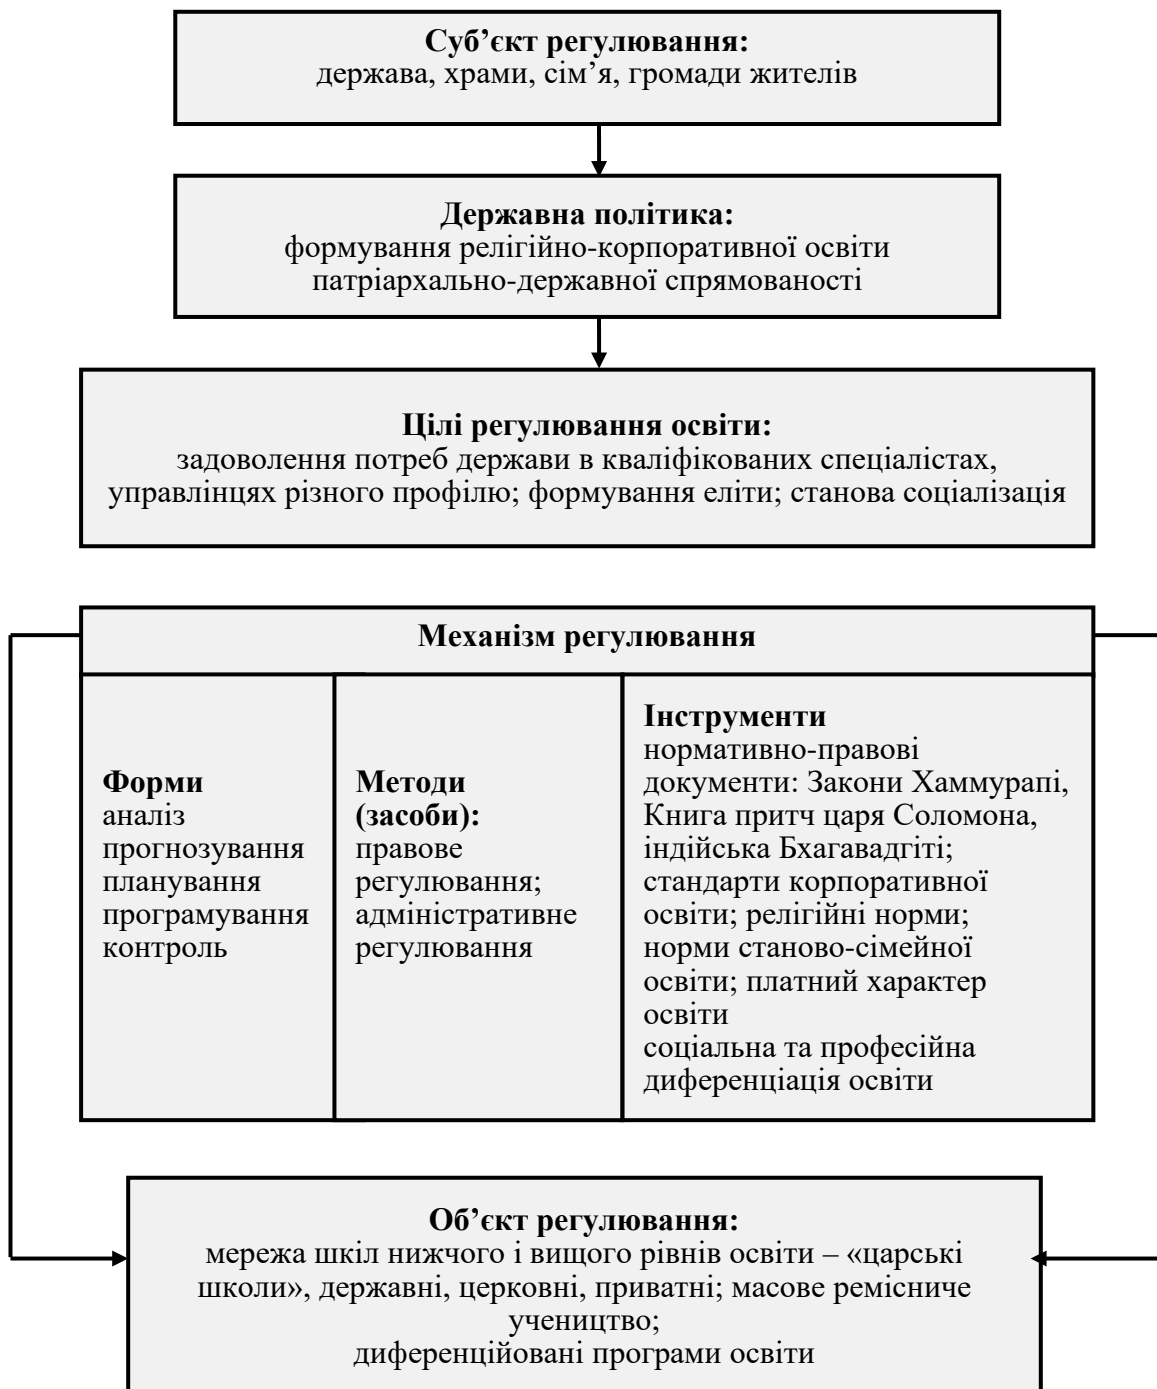 Суб’єкт регулювання:
держава, храми, сім’я, громади жителів
Державна політика:
формування релігійно-корпоративної освіти
патріархально-державної спрямованості
Цілі регулювання освіти:
задоволення потреб держави в кваліфікованих спеціалістах,
управлінцях різного профілю; формування еліти; станова соціалізація
Механізм регулювання
Форми
аналіз
прогнозування
планування
програмування
контроль
Методи
(засоби):
правове
регулювання;
адміністративне
регулювання
Інструменти
нормативно-правові
документи: Закони Хаммурапі,
Книга притч царя Соломона,
індійська Бхагавадгіті;
стандарти корпоративної
освіти; релігійні норми;
норми станово-сімейної
освіти; платний характер
освіти
соціальна та професійна
диференціація освіти
Об’єкт регулювання:
мережа шкіл нижчого і вищого рівнів освіти – «царські
школи», державні, церковні, приватні; масове ремісниче
учеництво;
диференційовані програми освіти